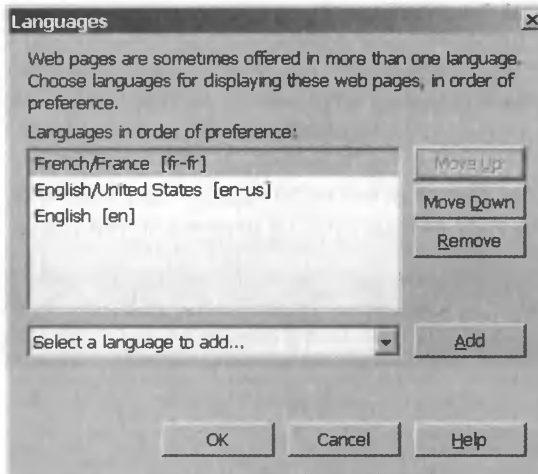 Languages
Web pages are sometimes offered in more than one language.
Choose languages for displaying these web pages, in order of
preference.
Languages in order of preference:
French/France [fr-fr]
Move Up
English/United States [en-us]
Move Down
English [en]
Remove
Select a language to add...
Add
OK
Cancel
Help